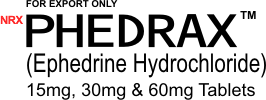 FOR EXPORT ONLY
NRX PHEDRAX™
(Ephedrine Hydrochloride)
15mg, 30mg & 60mg Tablets